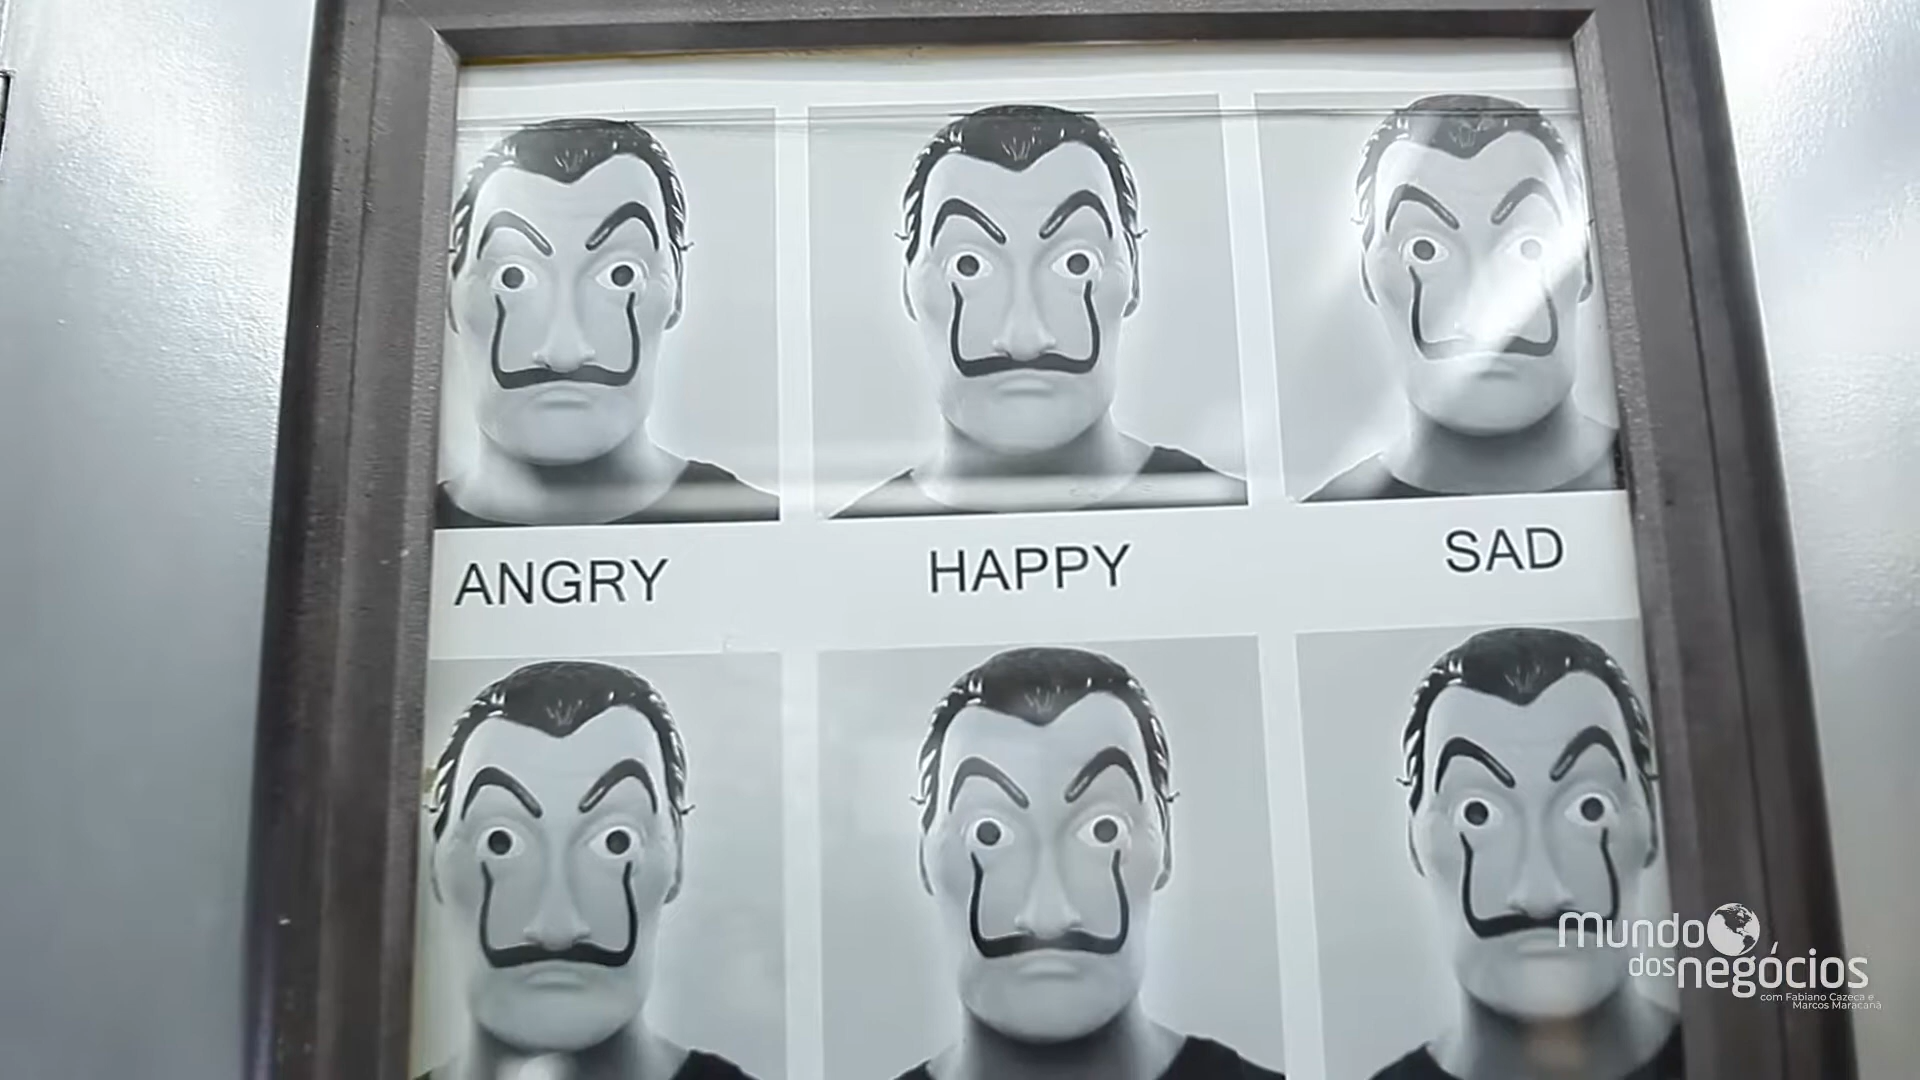 ANGRY
HAPPY
SAD
Mundo
dos negócios
com Fabiano Cazeca e
Marcos Maracanã